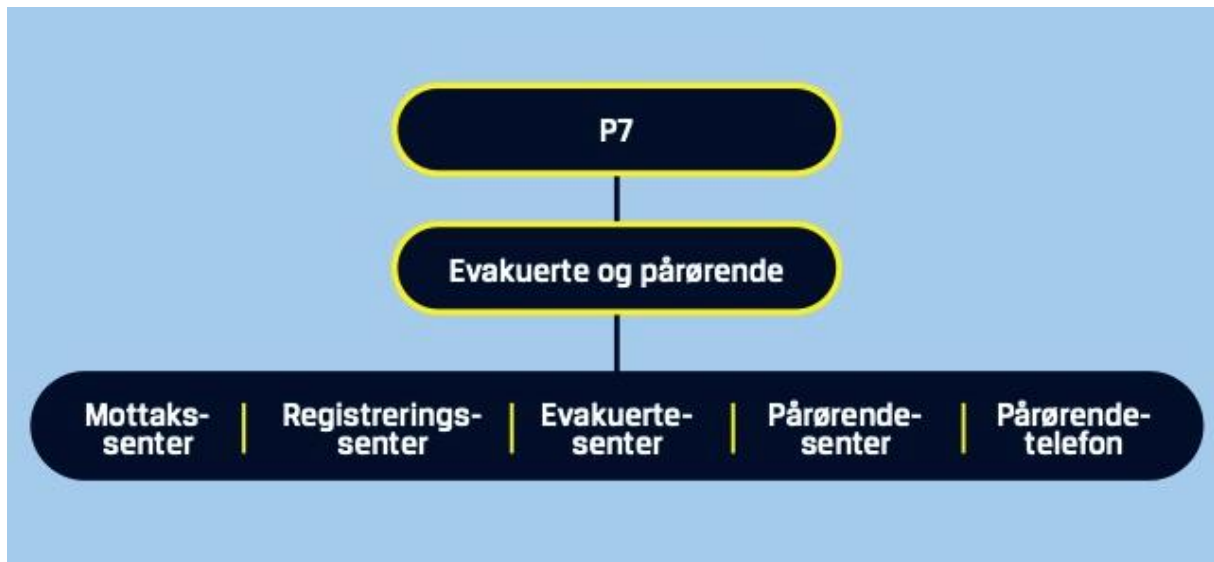 P7
Evakuerte og pårørende
Mottaks-
senter
Registrerings-
senter
Evakuerte-
senter
Pårørende-
senter
Pårørende-
telefon